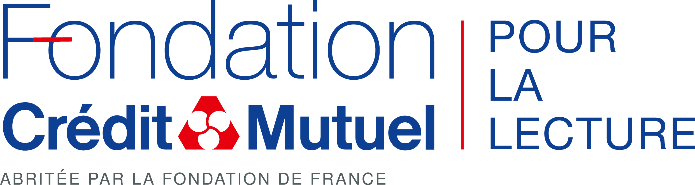 Fondation
Crédit Mutuel
POUR
LA
LECTURE
ABRITÉE PAR LA FONDATION DE FRANCE